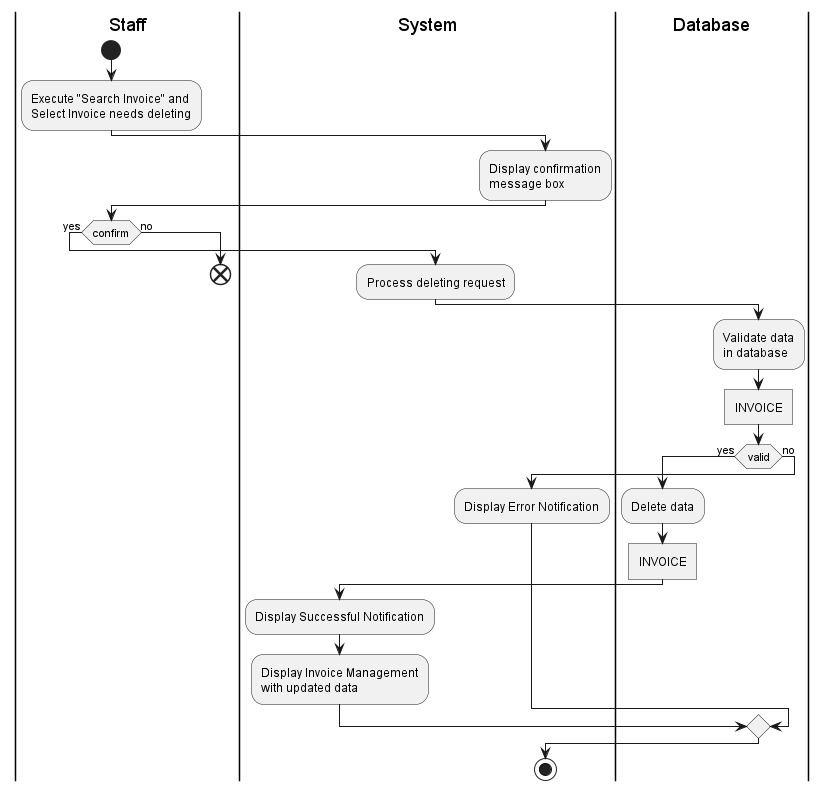 Staff
System
Database
Execute "Search Invoice" and
Select Invoice needs deleting
Display confirmation
message box
yes
confirm
no
Process deleting request
Validate data
in database
INVOICE
yes
valid
no
Display Error Notification
Delete data
INVOICE
Display Successful Notification
Display Invoice Management
with updated data